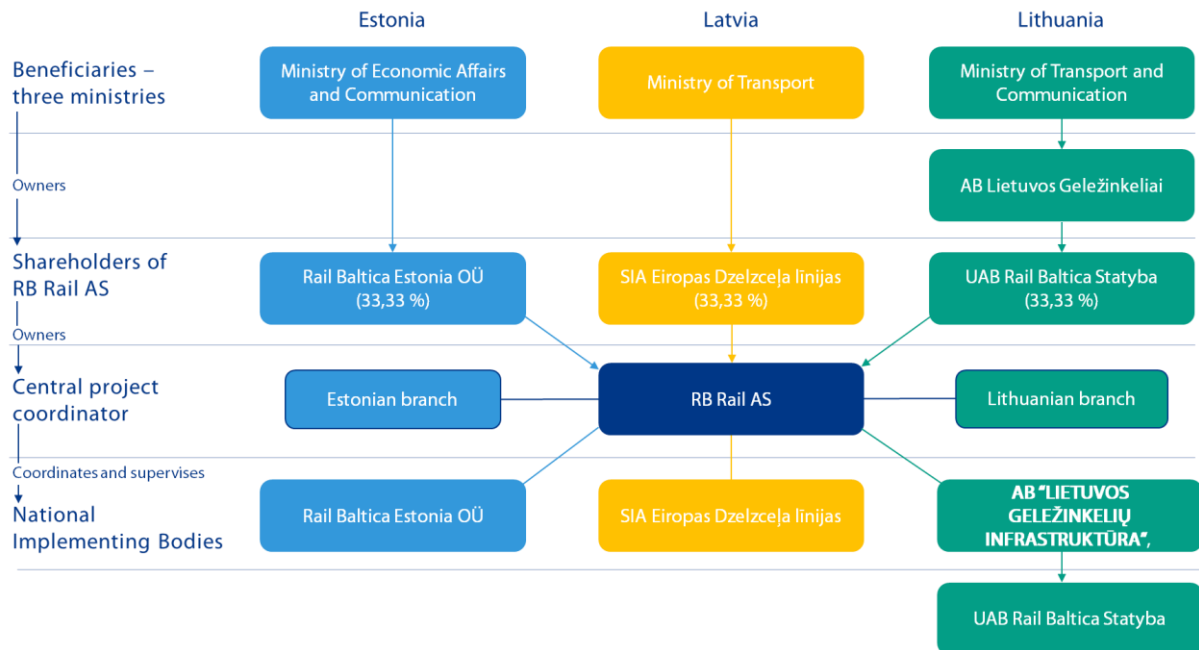 Estonia
Latvia
Lithuania
Beneficiaries –
three ministries
Ministry of Economic Affairs
and Communication
Ministry of Transport
Ministry of Transport and
Communication
Owners
AB Lietuvos Geležinkeliai
Shareholders of
RB Rail AS
Rail Baltica Estonia OÜ
(33,33 %)
SIA Eiropas Dzelzceļa līnijas
(33,33 %)
UAB Rail Baltica Statyba
(33,33 %)
Owners
Central project
coordinator
Estonian branch
RB Rail AS
Lithuanian branch
Coordinates and supervises
National
Implementing Bodies
Rail Baltica Estonia OÜ
SIA Eiropas Dzelzceļa līnijas
AB “LIETUVOS
GELEŽINKELIŲ
INFRASTRUKTŪRA”,
UAB Rail Baltica Statyba